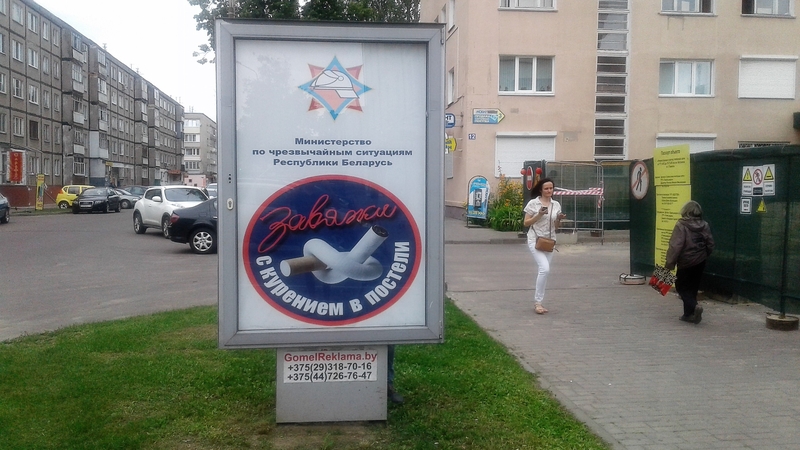 Министерство
по чрезвычайным ситуациям
Республики Беларусь
Завяжи
с курением в постели
GomelReklama.by
+375(29)318-70-16
+375(44)726-76-47
12